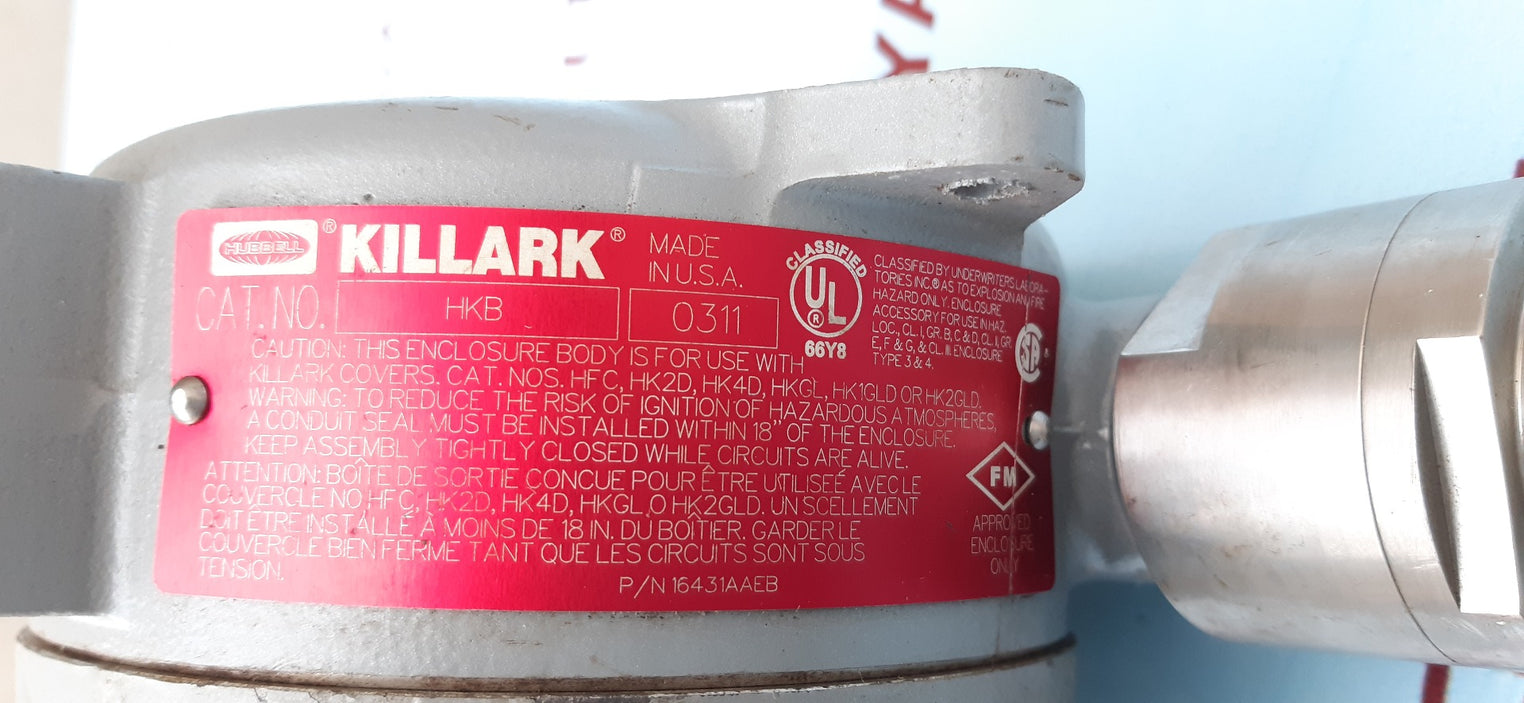 YA
HUBBELL ® KILLARK ®
MADE
IN U.S.A.
CAT. NO. HKB 0311
CLASSIFIED
UL
®
66Y8
CLASSIFIED BY UNDERWRITERS LABORA-
TORIES INC.® AS TO EXPLOSION AND FIRE
HAZARD ONLY. ENCLOSURE
ACCESSORY FOR USE IN HAZ.
LOC., CL. I, GR. B, C & D, CL. II, GR.
E, F & G, & CL. III. ENCLOSURE
TYPE 3 & 4.
SA ®
CAUTION: THIS ENCLOSURE BODY IS FOR USE WITH
KILLARK COVERS. CAT. NOS. HFC, HK2D, HK4D, HKGL, HK1GLD OR HK2GLD.
WARNING: TO REDUCE THE RISK OF IGNITION OF HAZARDOUS ATMOSPHERES,
A CONDUIT SEAL MUST BE INSTALLED WITHIN 18" OF THE ENCLOSURE.
KEEP ASSEMBLY TIGHTLY CLOSED WHILE CIRCUITS ARE ALIVE.
ATTENTION: BOÎTE DE SORTIE CONCUE POUR ÊTRE UTILISÉE AVEC LE
COUVERCLE NO HFC, HK2D, HK4D, HKGL, O HK2GLD. UN SCELLEMENT
DOIT ÊTRE INSTALLÉ À MOINS DE 18 IN. DU BOÎTIER. GARDER LE
COUVERCLE BIEN FERME TANT QUE LES CIRCUITS SONT SOUS
TENSION.
P/N 16431AAEB
FM
APPROVED
ENCLOSURE
ONLY